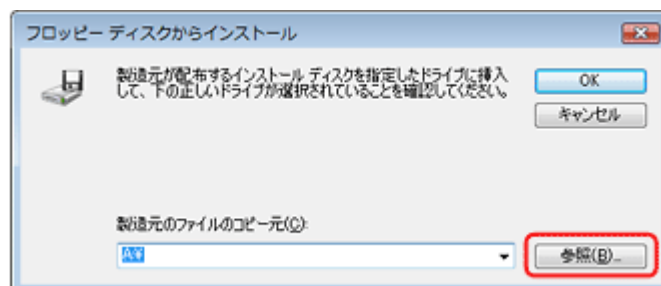 フロッピー ディスクからインストール
製造元が配布するインストール ディスクを指定したドライブに挿入
して、下の正しいドライブが選択されていることを確認してください。
OK
キャンセル
製造元のファイルのコピー元(C):
A:¥
参照(B)...